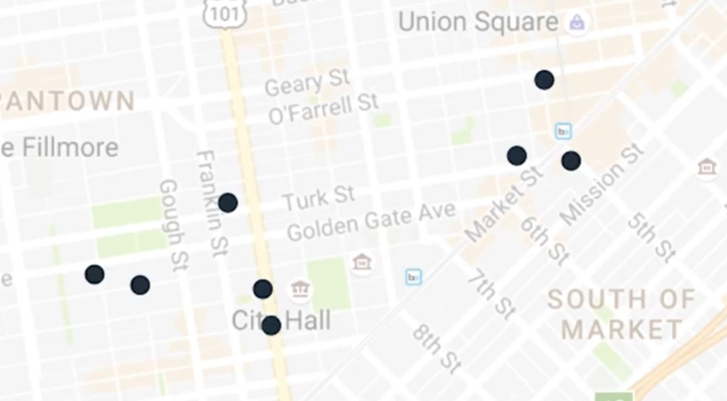 101
Union Square
Geary St
O'Farrell St
PANTOWN
e Fillmore
Franklin St
Gough St
Turk St
Golden Gate Ave
Market St
Mission St
6th St
5th St
7th St
8th St
City Hall
SOUTH OF
MARKET
e